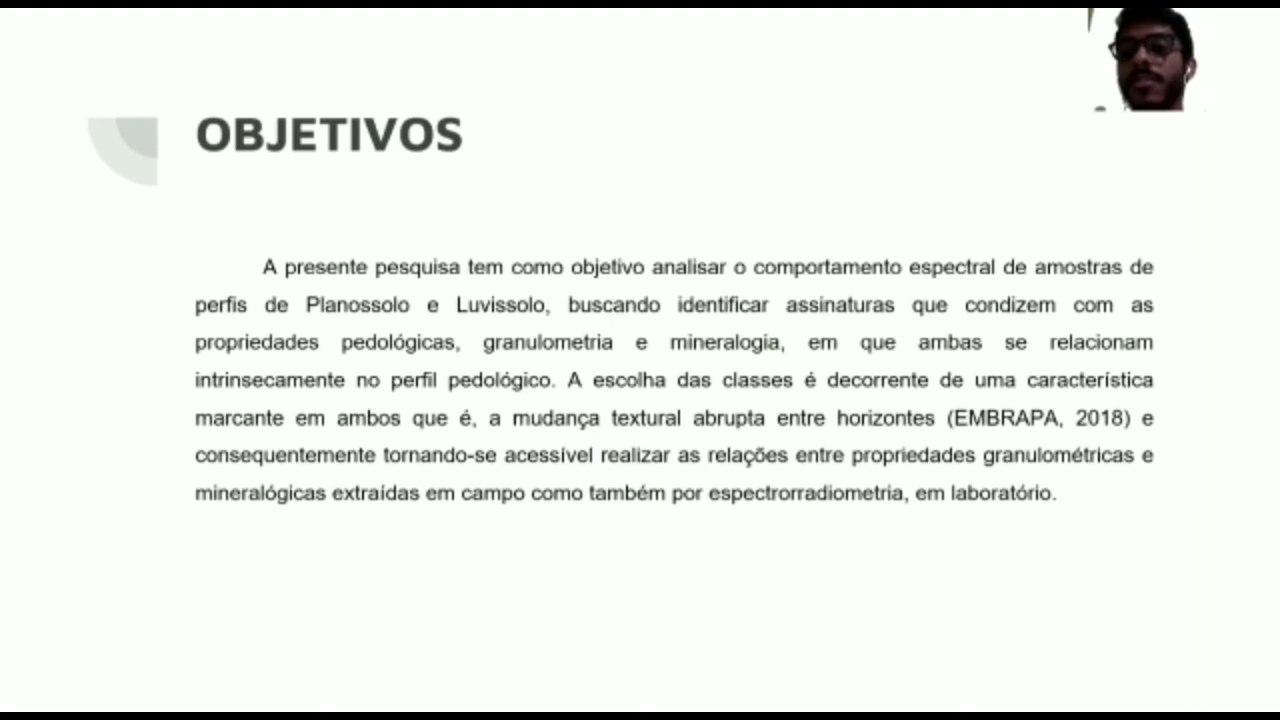 OBJETIVOS
A presente pesquisa tem como objetivo analisar o comportamento espectral de amostras de
perfis de Planossolo e Luvissolo, buscando identificar assinaturas que condizem com as
propriedades pedológicas, granulometria e mineralogia, em que ambas se relacionam
intrinsecamente no perfil pedológico. A escolha das classes é decorrente de uma característica
marcante em ambos que é, a mudança textural abrupta entre horizontes (EMBRAPA, 2018) e
consequentemente tornando-se acessível realizar as relações entre propriedades granulométricas e
mineralógicas extraídas em campo como também por espectrorradiometria, em laboratório.